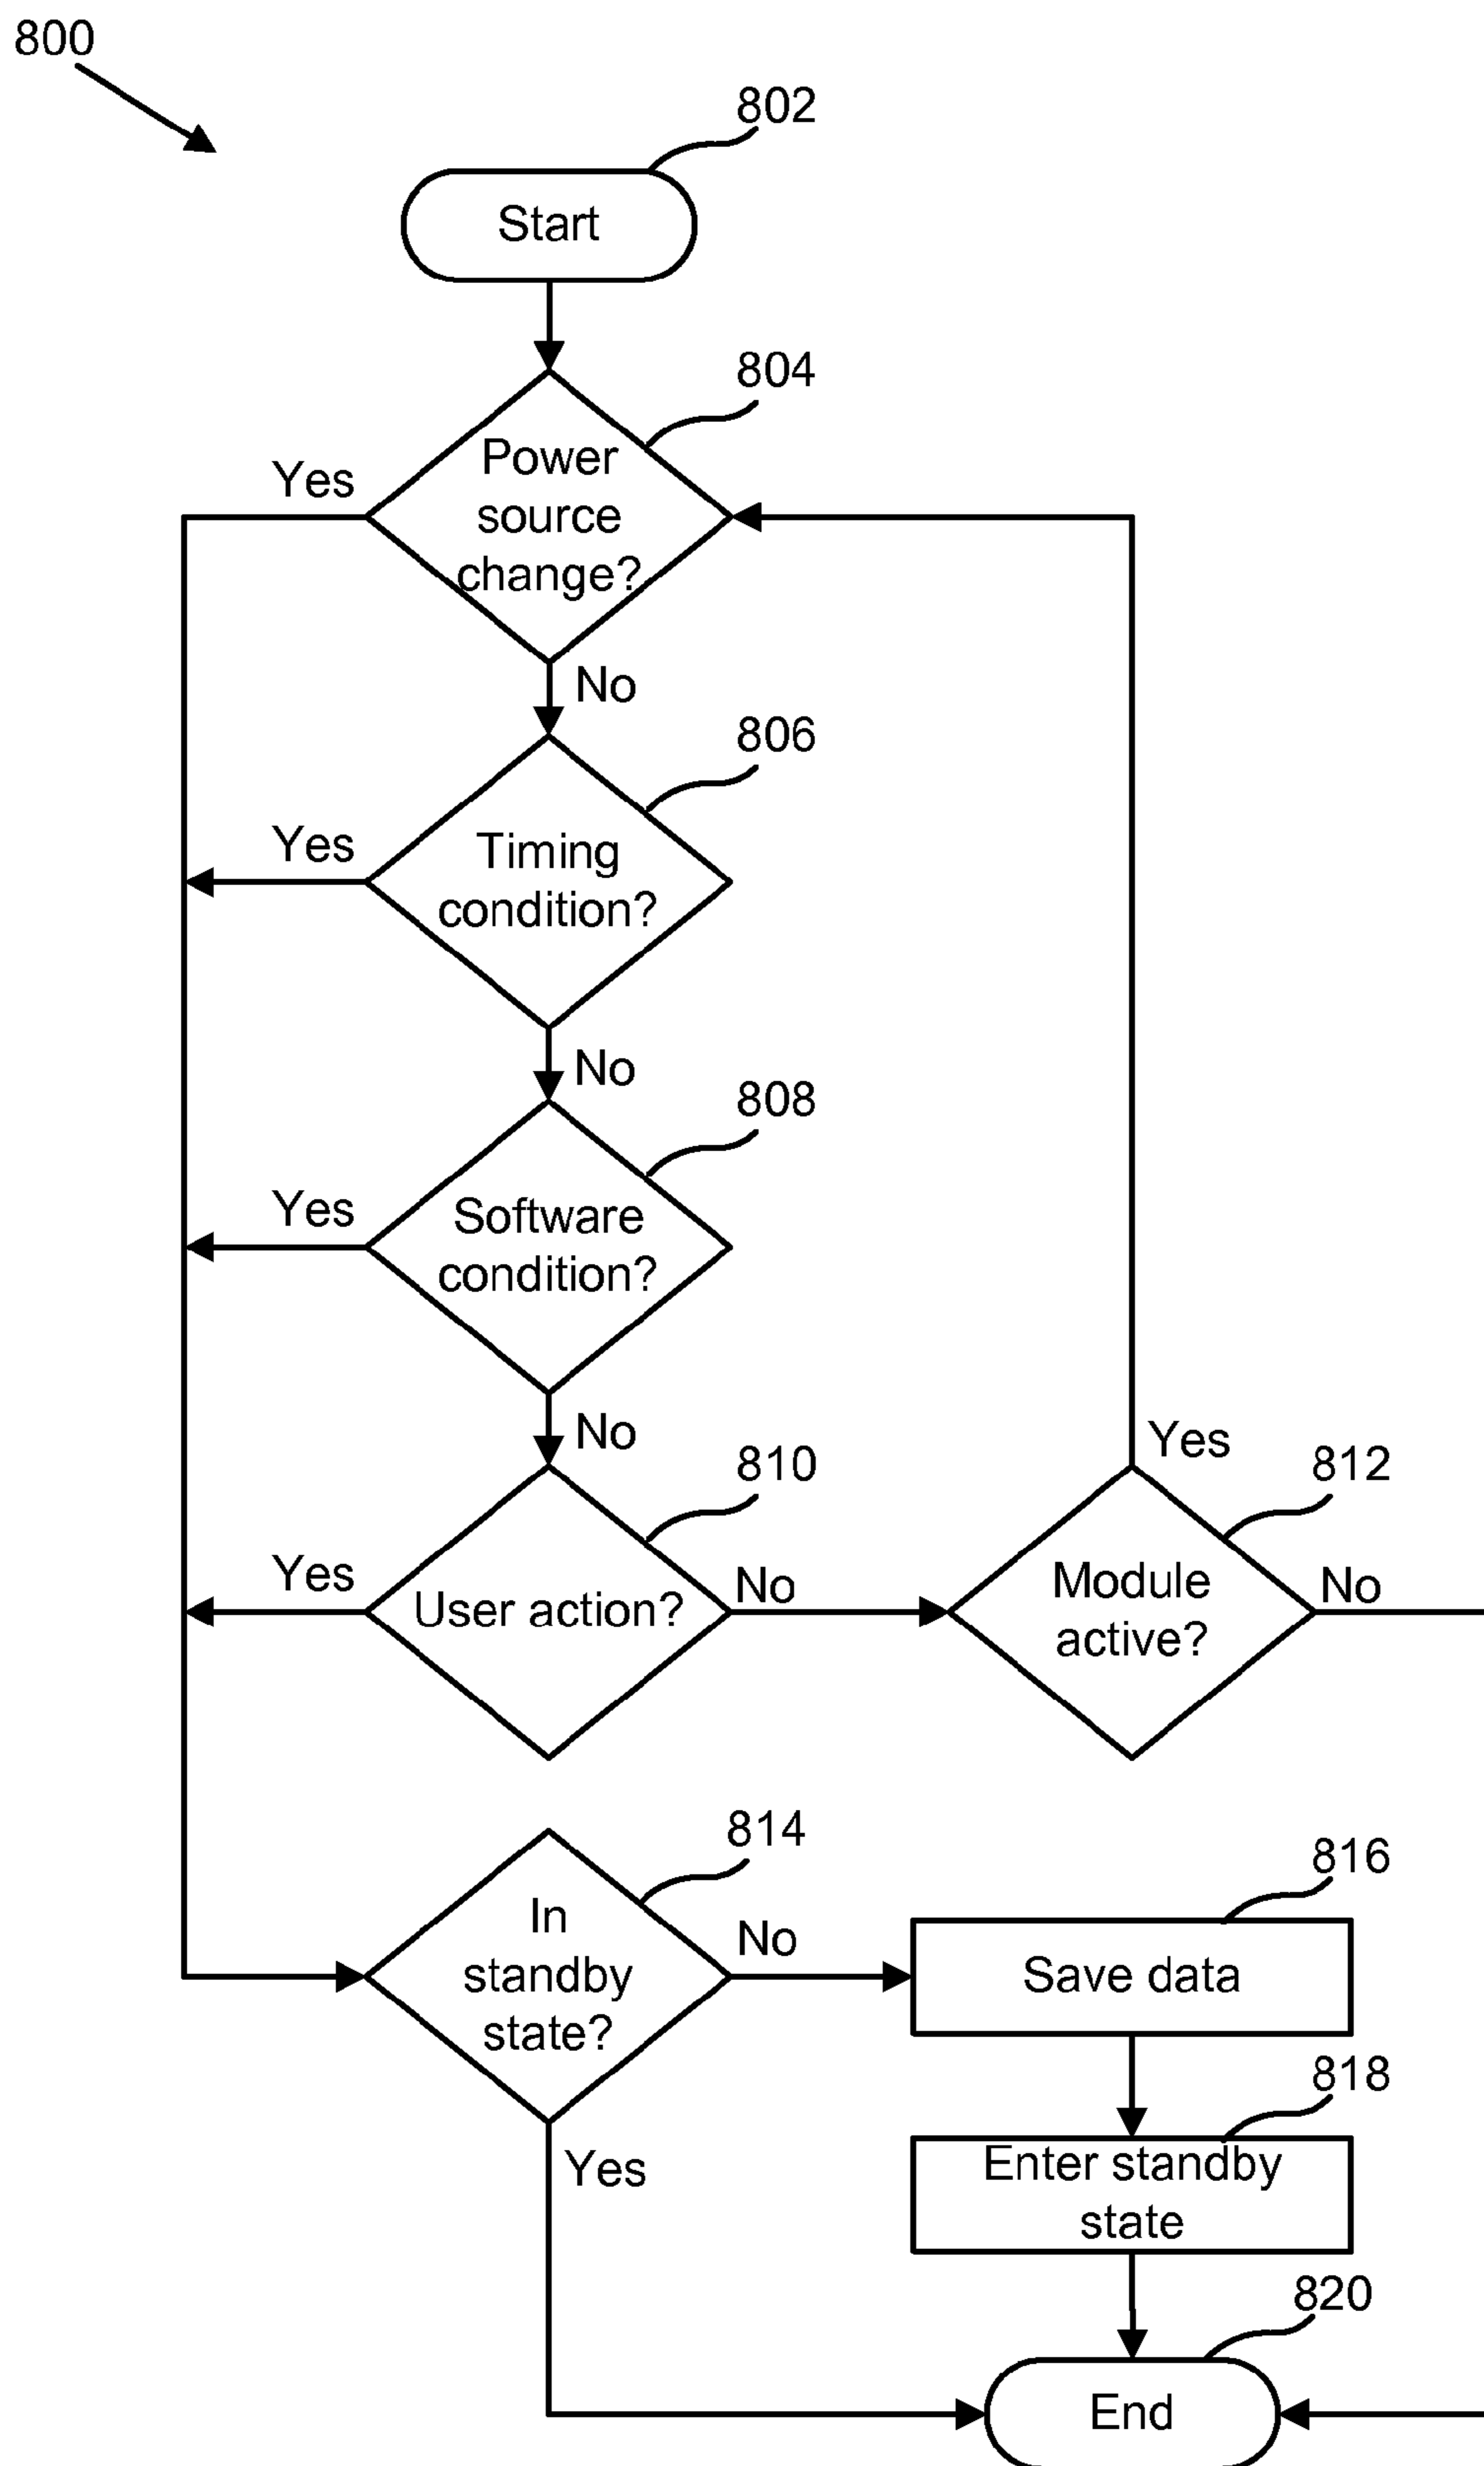 800
802
Start
804
Power
source
change?
Yes
No
806
Timing
condition?
Yes
No
808
Software
condition?
Yes
No
810
User action?
Yes
No
Yes
812
Module
active?
No
814
In
standby
state?
No
Yes
816
Save data
818
Enter standby
state
820
End